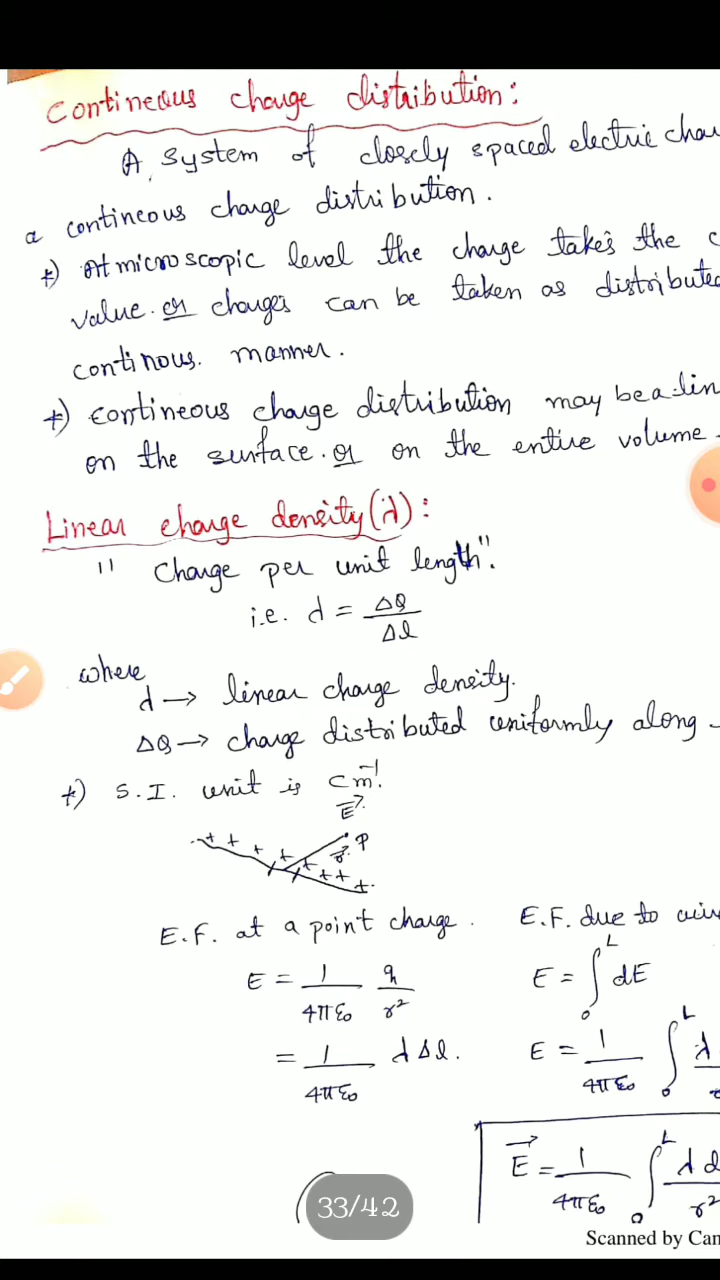 contineous charge distribution:
A system of closely spaced electric char
a contineous charge distribution.
*) At microscopic level the charge takes the c
value. or charges can be taken as distributed
continous. manner.
*) contineous charge distribution may be a lin
on the surface. or on the entire volume
Linear charge density (λ):
" Charge per unit length".
i.e. λ = ΔQ/Δl
where
λ → linear charge density.
ΔQ → charge distributed uniformly along
*) S.I. unit is cm⁻¹.
E⃗
+ + + + + + + +
r⃗ P
E.F. at a point charge. E.F. due to
E = 1/4πε₀ q/r² E = ∫₀ᴸ dE
= 1/4πε₀ λΔl. E = 1/4πε₀ ∫₀ᴸ λ
E⃗ = 1/4πε₀ ∫₀ᴸ λd/r²
33/42
Scanned by Cam